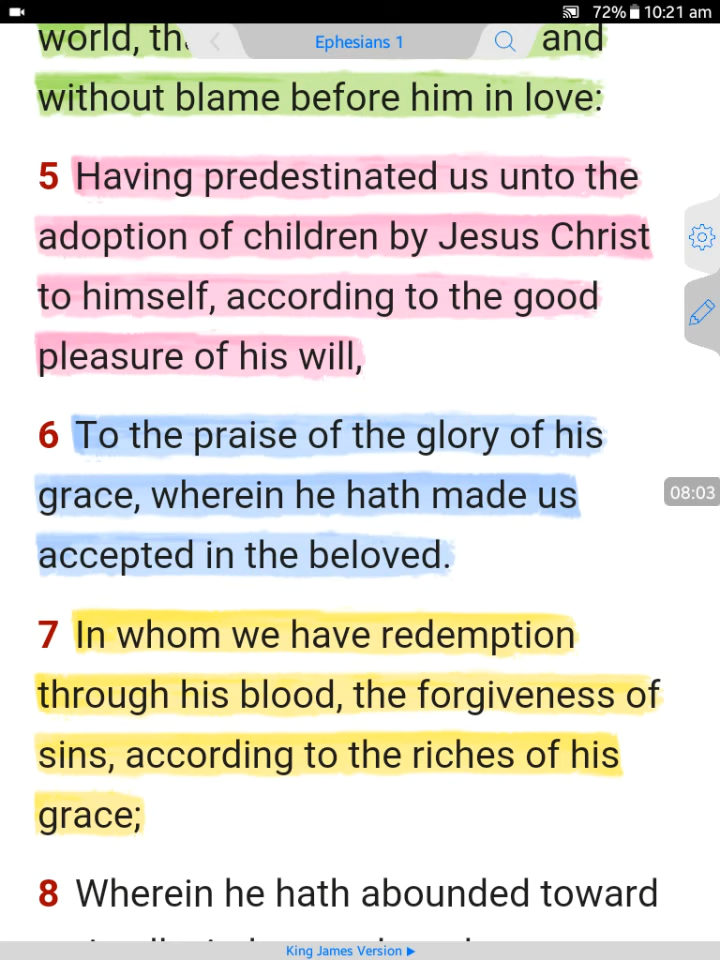 72% 10:21 am
world, and
Ephesians 1
without blame before him in love:
5 Having predestinated us unto the
adoption of children by Jesus Christ
to himself, according to the good
pleasure of his will,
6 To the praise of the glory of his
grace, wherein he hath made us
08:03
accepted in the beloved.
7 In whom we have redemption
through his blood, the forgiveness of
sins, according to the riches of his
grace;
8 Wherein he hath abounded toward
King James Version ▶